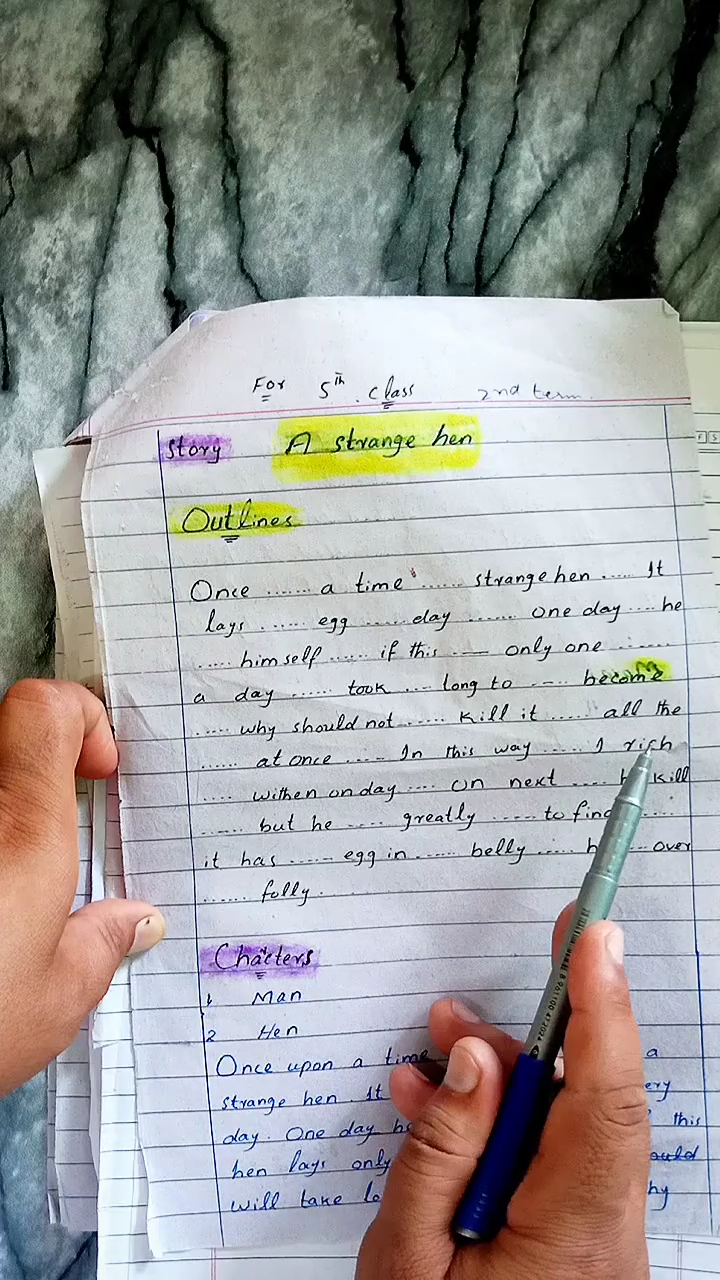 For 5th class 2nd term.
Story A strange hen
Outlines
Once ...... a time ...... strange hen ..... It
lays ...... egg ..... day ....... one day .... he
..... himself ...... if this ---- only one ......
a day ...... took .... long to ---- become
.... why should not ..... kill it ..... all the
...... at once .... In this way ..... I rich
.... withen onday .... on next .... kill
...... but he .... greatly ..... to find
it has ...... egg in ...... belly ..... over
...... folly.
Chacters
1 Man
2 Hen
Once upon a time a
strange hen. It
day. One day this
hen lays only
will take